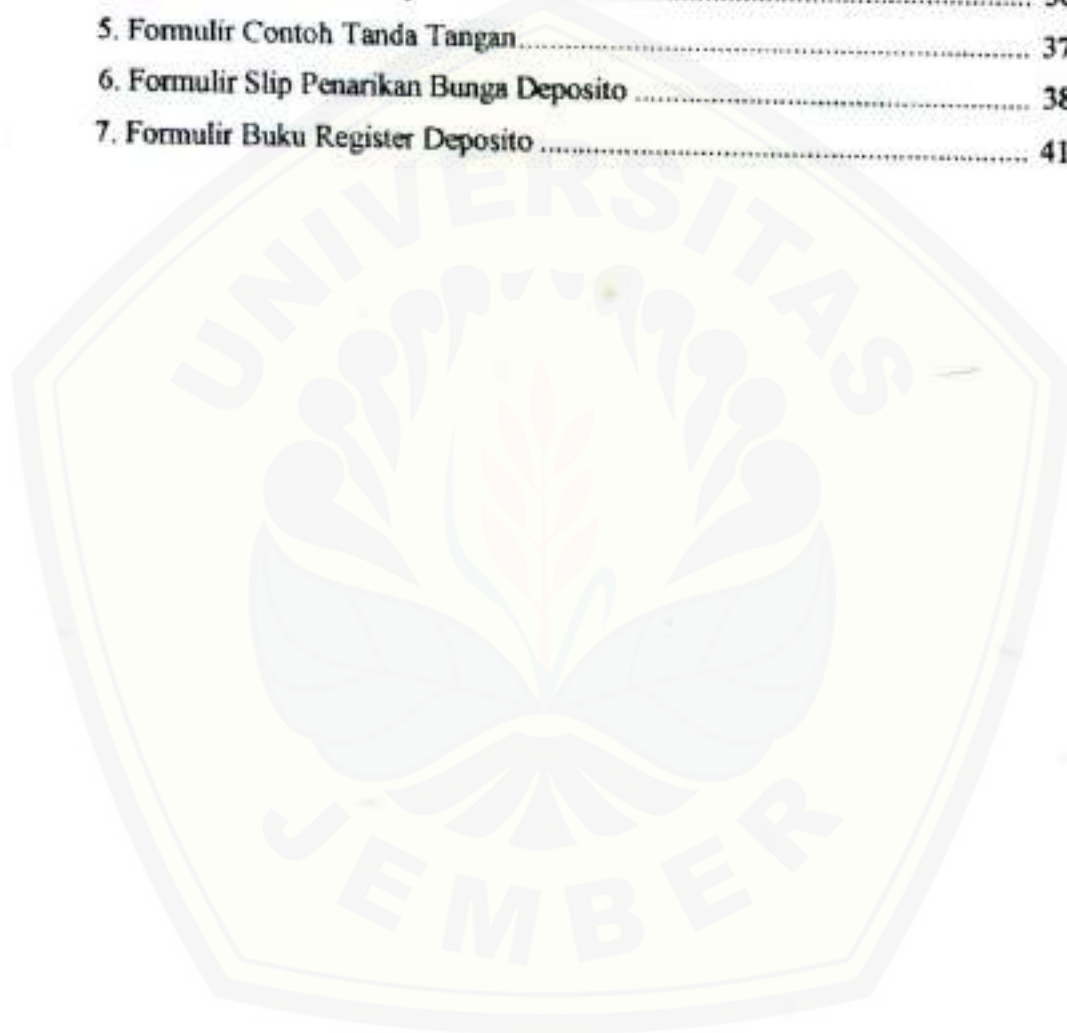 5. Formulir Contoh Tanda Tangan.................................................................. 37
6. Formulir Slip Penarikan Bunga Deposito .................................................. 38
7. Formulir Buku Register Deposito ............................................................... 41
UNIVERSITAS
JEMBER